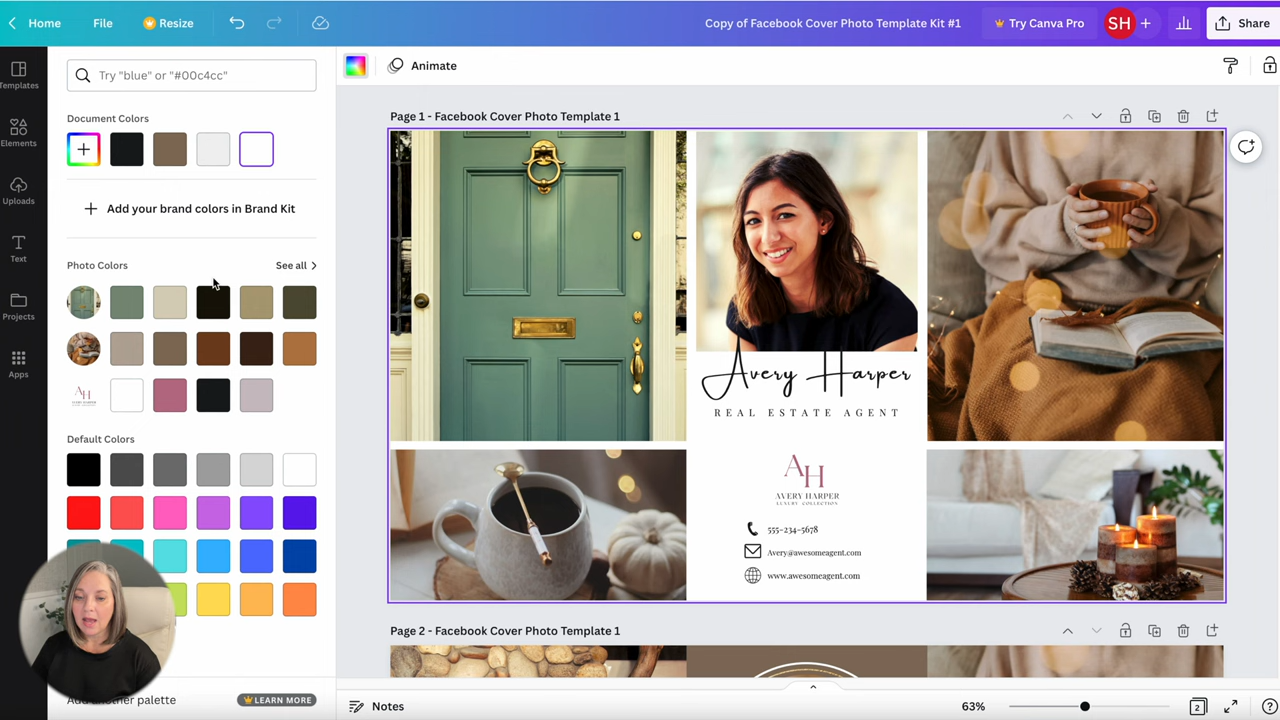 Home
File
Resize
Copy of Facebook Cover Photo Template Kit #1
Try Canva Pro
SH
Share
Templates
Elements
Uploads
Text
Projects
Apps
Try "blue" or "#00c4cc"
Document Colors
Add your brand colors in Brand Kit
Photo Colors
See all
AH
Default Colors
LEARN MORE
Animate
Page 1 - Facebook Cover Photo Template 1
Avery Harper
REAL ESTATE AGENT
AH
AVERY HARPER
LUXURY COLLECTION
555-234-5678
Avery@awesomeagent.com
www.awesomeagent.com
Page 2 - Facebook Cover Photo Template 1
Notes
63%
2